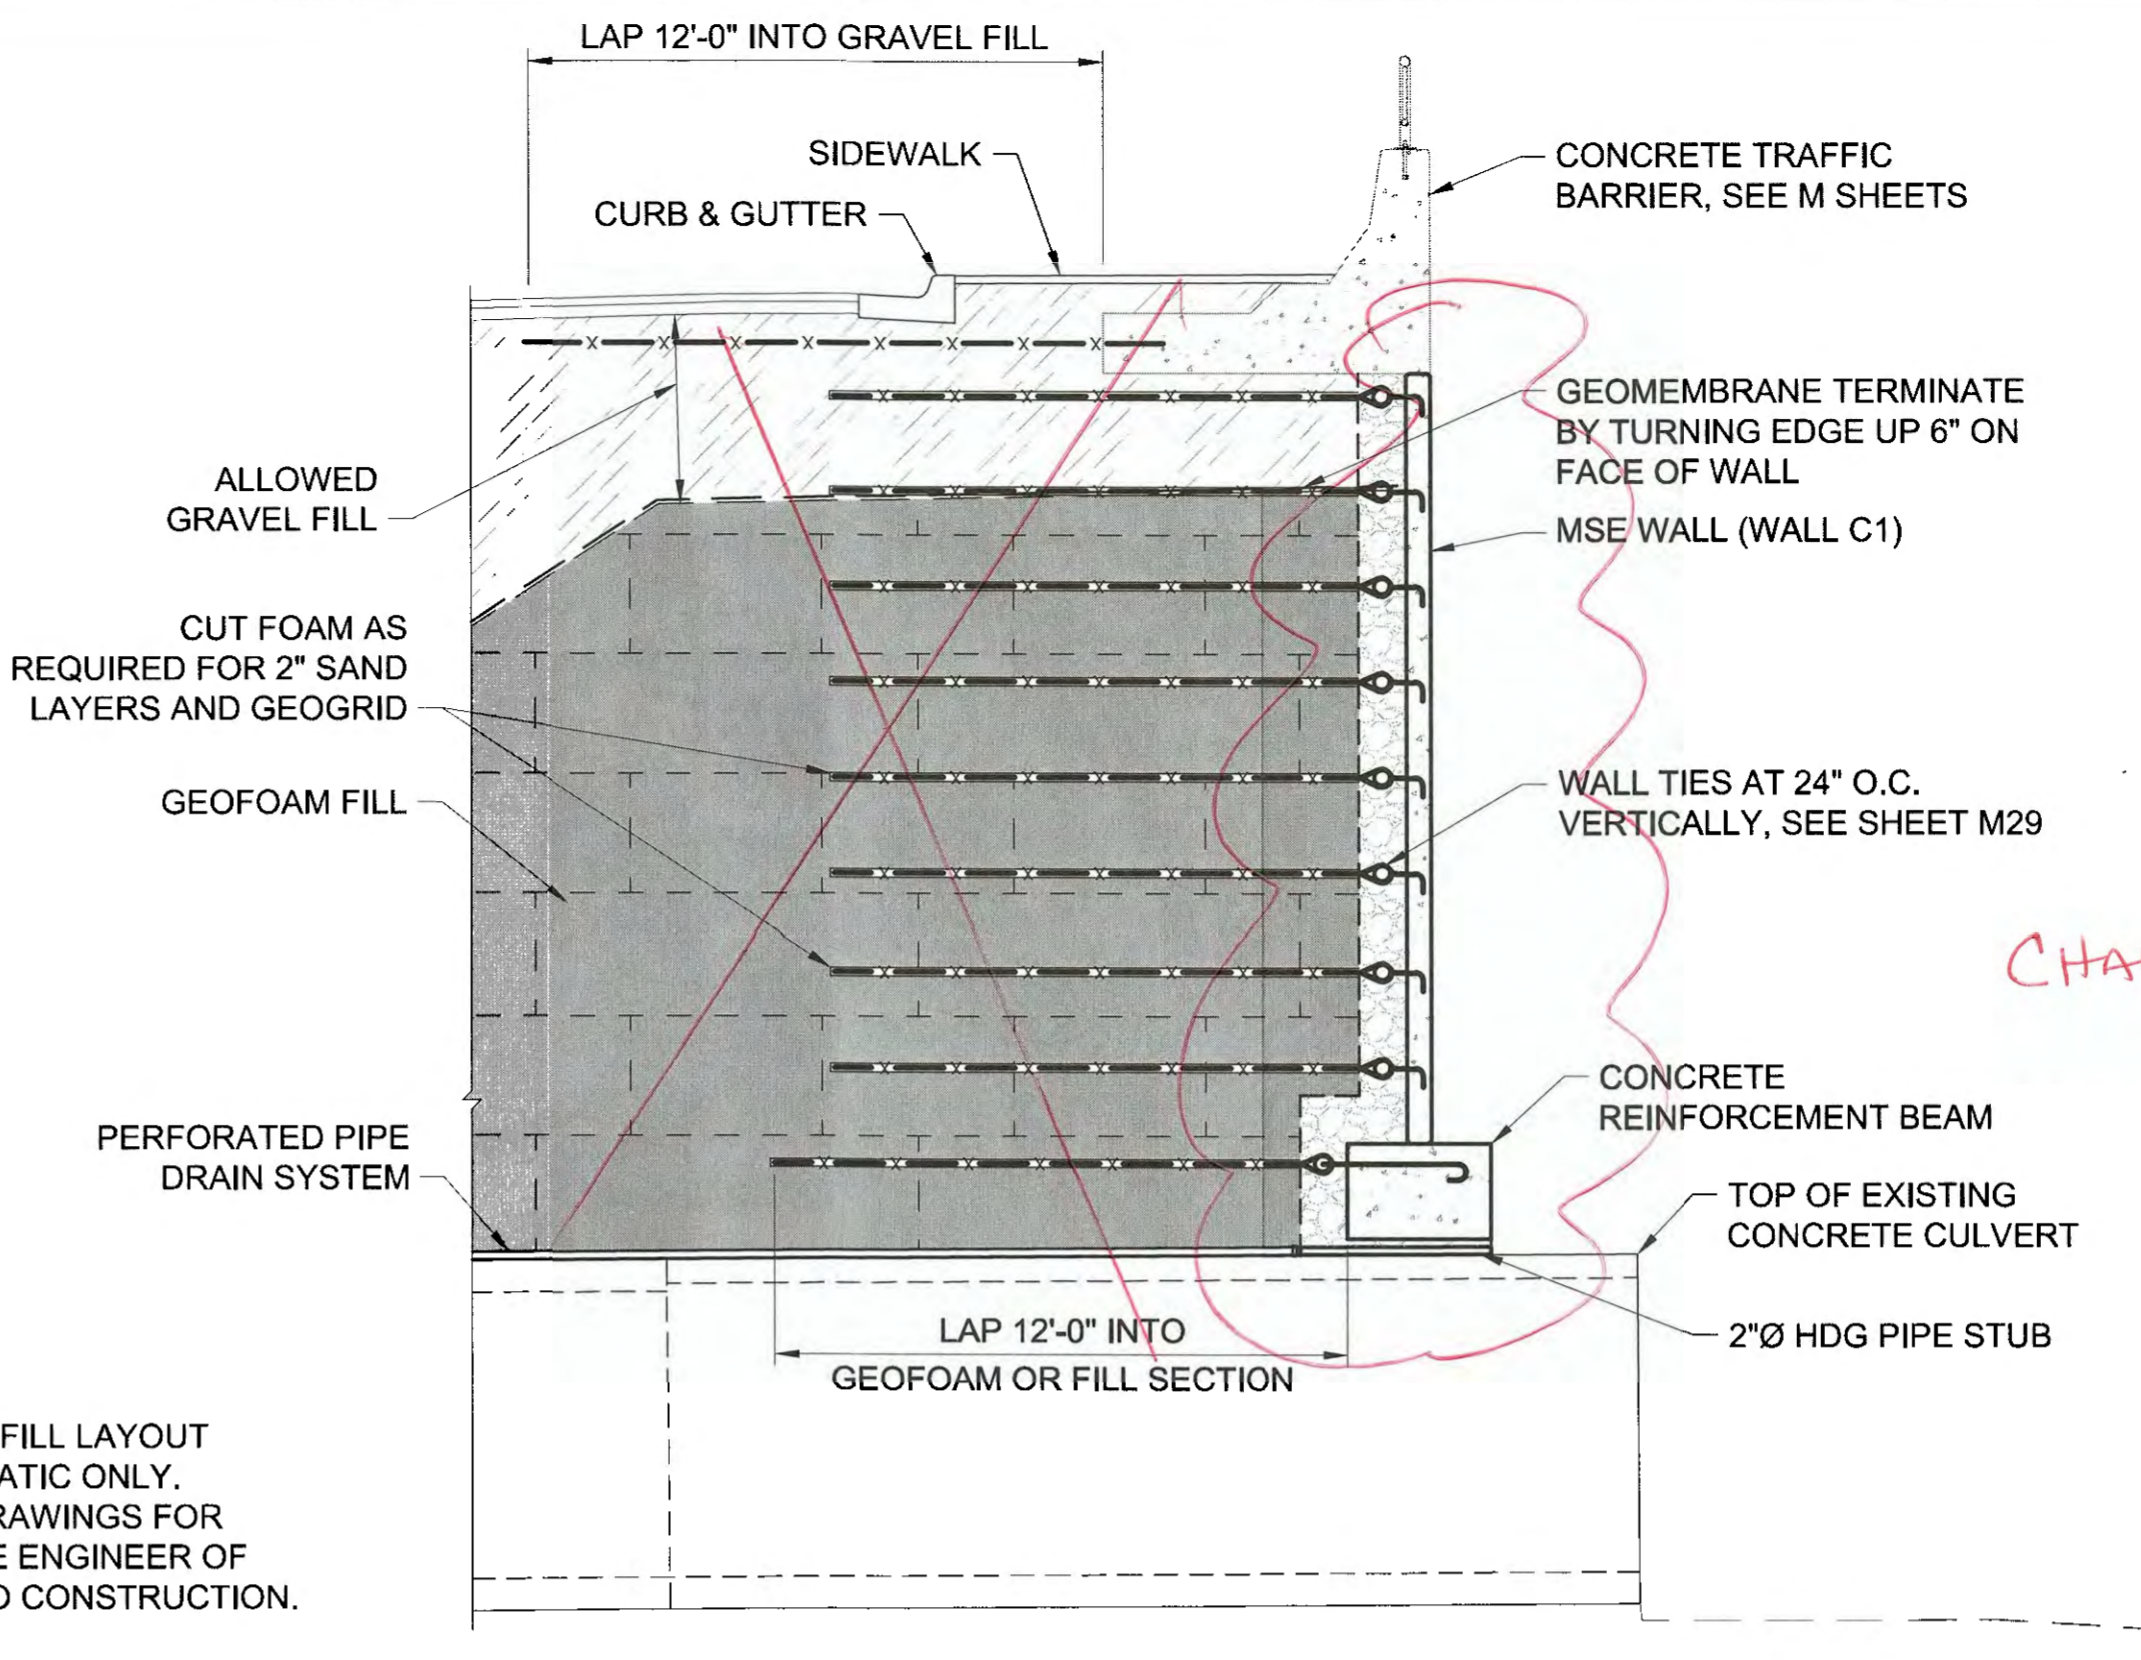 LAP 12'-0" INTO GRAVEL FILL
SIDEWALK
CURB & GUTTER
CONCRETE TRAFFIC
BARRIER, SEE M SHEETS
GEOMEMBRANE TERMINATE
BY TURNING EDGE UP 6" ON
FACE OF WALL
MSE WALL (WALL C1)
ALLOWED
GRAVEL FILL
CUT FOAM AS
REQUIRED FOR 2" SAND
LAYERS AND GEOGRID
GEOFOAM FILL
WALL TIES AT 24" O.C.
VERTICALLY, SEE SHEET M29
CHA
CONCRETE
REINFORCEMENT BEAM
PERFORATED PIPE
DRAIN SYSTEM
TOP OF EXISTING
CONCRETE CULVERT
2"Ø HDG PIPE STUB
LAP 12'-0" INTO
GEOFOAM OR FILL SECTION
FILL LAYOUT
ATIC ONLY.
RAWINGS FOR
E ENGINEER OF
O CONSTRUCTION.